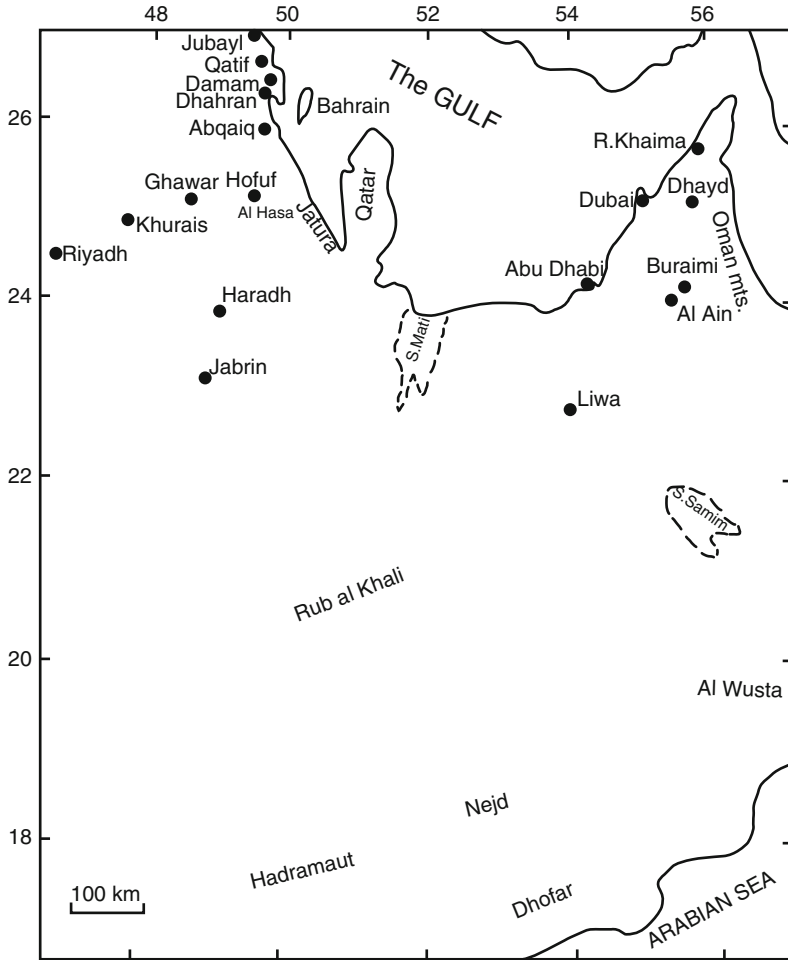 48 50 52 54 56
Jubayl
Qatif
Damam
Dhahran
Bahrain
The GULF
26
Abqaiq
R.Khaima
Ghawar
Hofuf
Al Hasa
Khurais
Jatura
Qatar
Dubai
Dhayd
Oman mts.
Riyadh
Abu Dhabi
Buraimi
24
Haradh
Al Ain
S.Mati
Jabrin
Liwa
22
S.Samim
Rub al Khali
20
Al Wusta
Nejd
18
Hadramaut
100 km
Dhofar
ARABIAN SEA